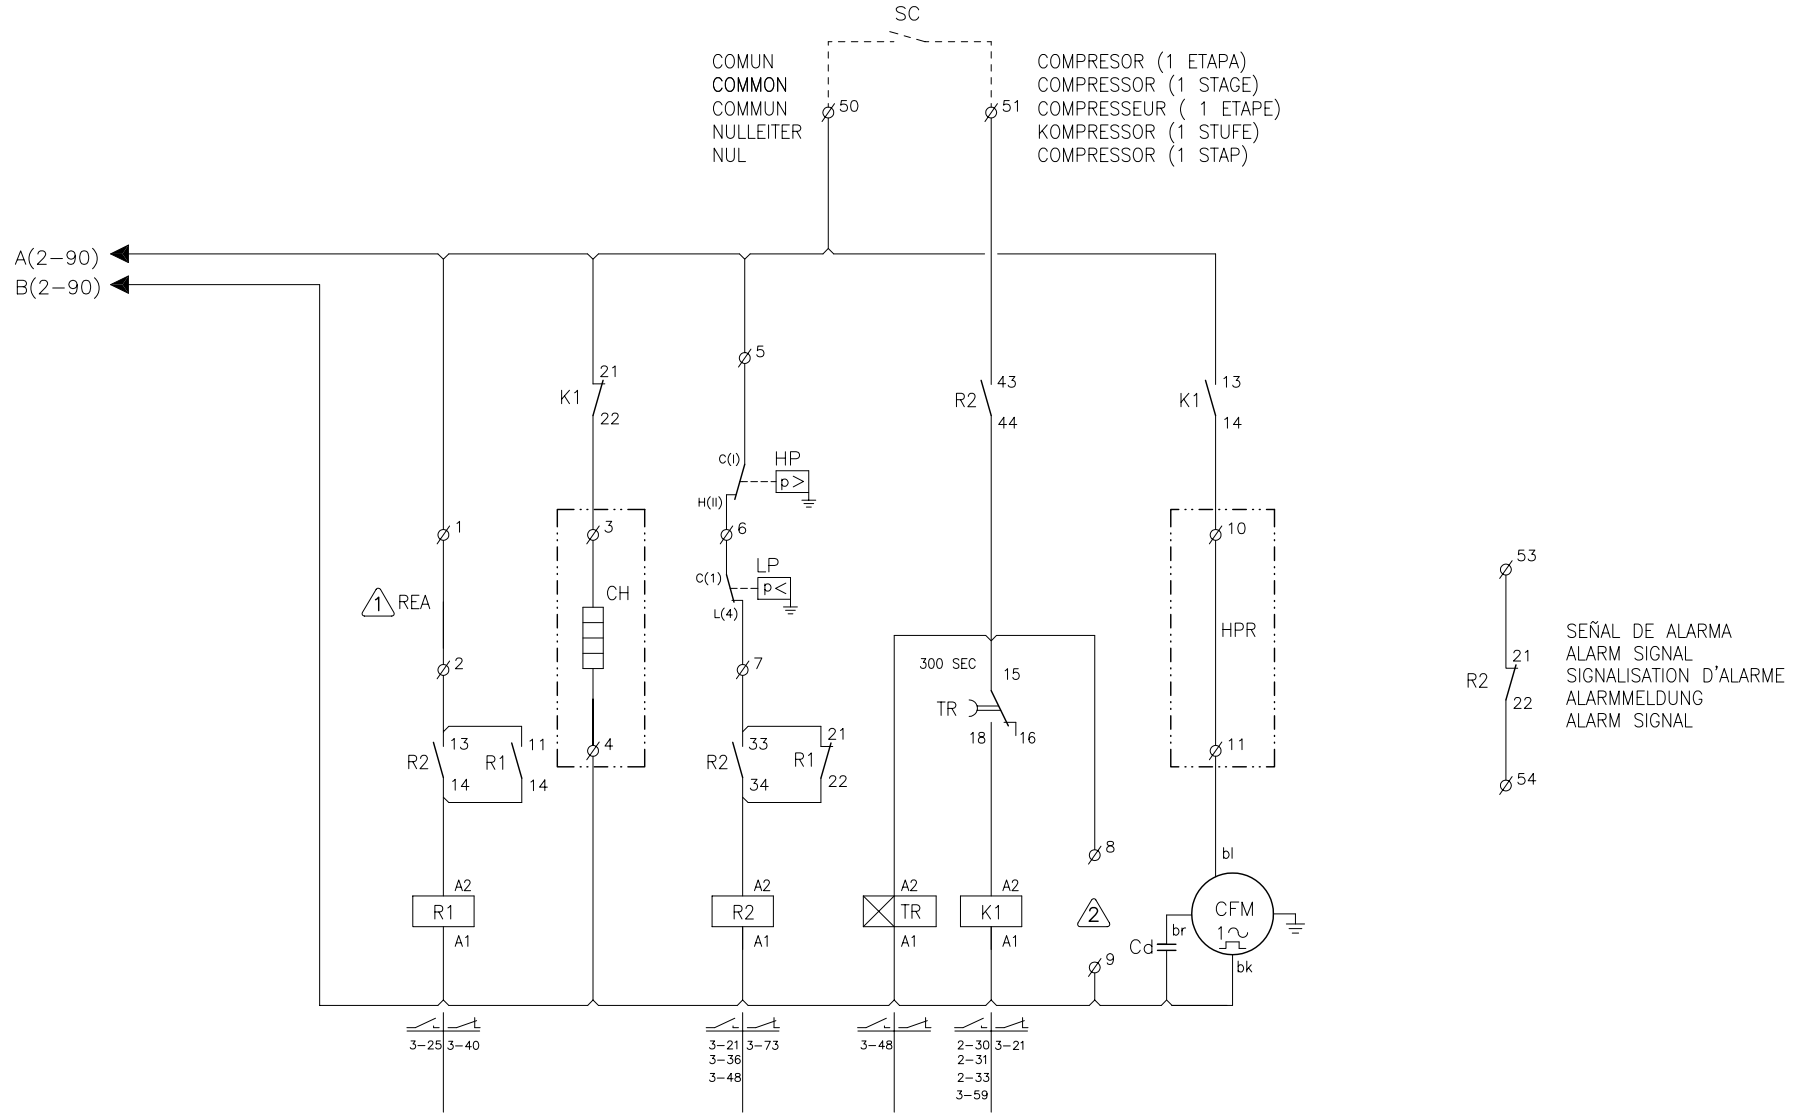 SC
COMUN
COMMON
COMMUN
NULLEITER
NUL
50
51
COMPRESOR (1 ETAPA)
COMPRESSOR (1 STAGE)
COMPRESSEUR ( 1 ETAPE)
KOMPRESSOR (1 STUFE)
COMPRESSOR (1 STAP)
A(2-90)
B(2-90)
5
21
K1
22
43
R2
44
13
K1
14
C(I)
HP
p>
H(II)
1
3
6
10
53
LP
C(1)
p<
L(4)
1
REA
CH
HPR
SEÑAL DE ALARMA
ALARM SIGNAL
SIGNALISATION D'ALARME
ALARMMELDUNG
ALARM SIGNAL
21
R2
22
2
7
300 SEC
15
TR
18
16
13
R2
14
11
R1
14
4
33
R2
34
21
R1
22
11
54
8
bl
A2
R1
A1
A2
R2
A1
A2
TR
A1
A2
K1
A1
2
9
CFM
1
br
Cd
bk
3-25
3-40
3-21
3-73
3-36
3-48
3-48
2-30
3-21
2-31
2-33
3-59